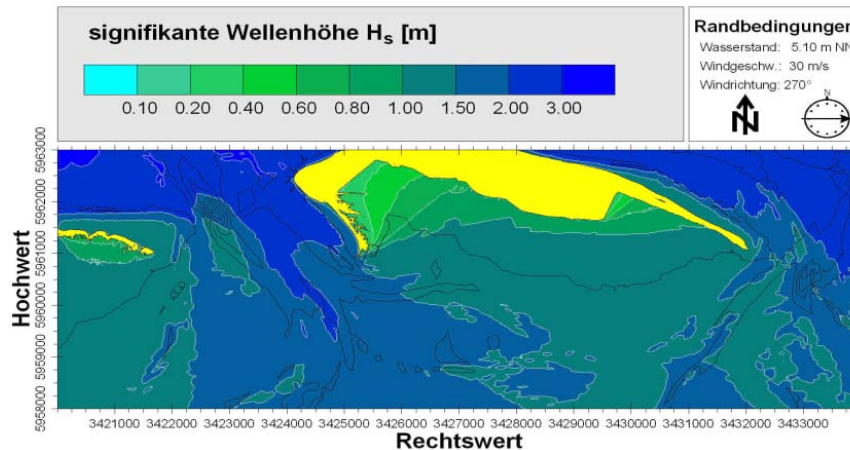 signifikante Wellenhöhe Hs [m]
0.10 0.20 0.40 0.60 0.80 1.00 1.50 2.00 3.00
Randbedingungen
Wasserstand: 5.10 m NN
Windgeschw.: 30 m/s
Windrichtung: 270°
N
N
Hochwert
5963000
5962000
5961000
5960000
5959000
5958000
3421000 3422000 3423000 3424000 3425000 3426000 3427000 3428000 3429000 3430000 3431000 3432000 3433000
Rechtswert